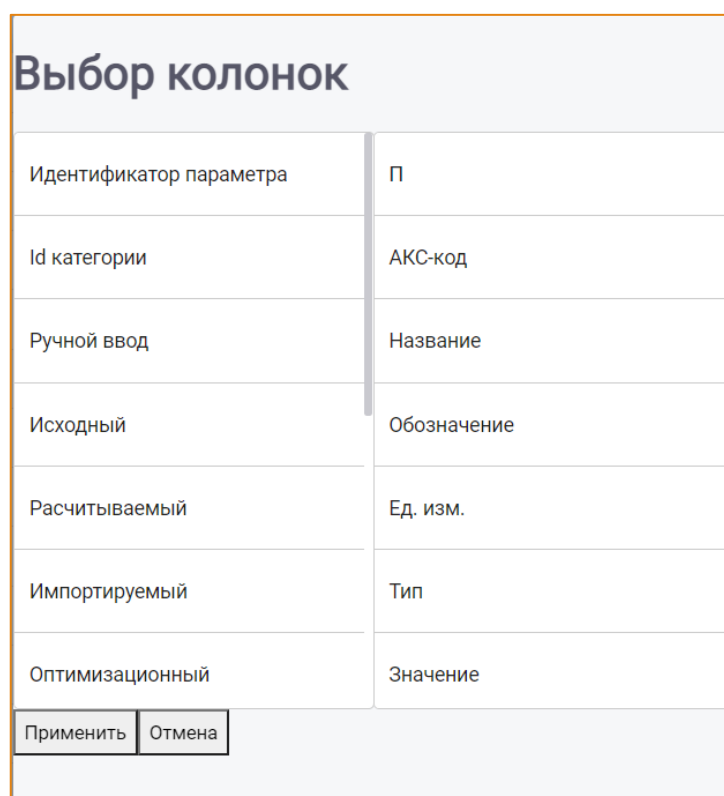 Выбор колонок
Идентификатор параметра
П
Id категории
АКС-код
Ручной ввод
Название
Исходный
Обозначение
Расчитываемый
Ед. изм.
Импортируемый
Тип
Оптимизационный
Значение
Применить
Отмена